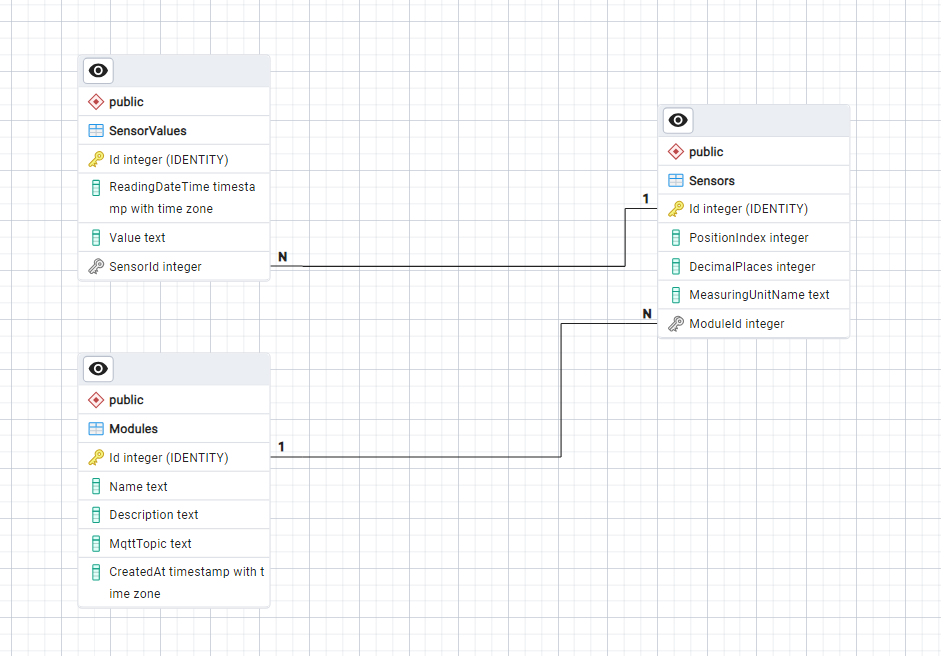 public
SensorValues
Id integer (IDENTITY)
ReadingDateTime timesta
mp with time zone
Value text
SensorId integer
N
1
public
Sensors
Id integer (IDENTITY)
PositionIndex integer
DecimalPlaces integer
MeasuringUnitName text
ModuleId integer
N
public
Modules
Id integer (IDENTITY)
1
Name text
Description text
MqttTopic text
CreatedAt timestamp with t
ime zone